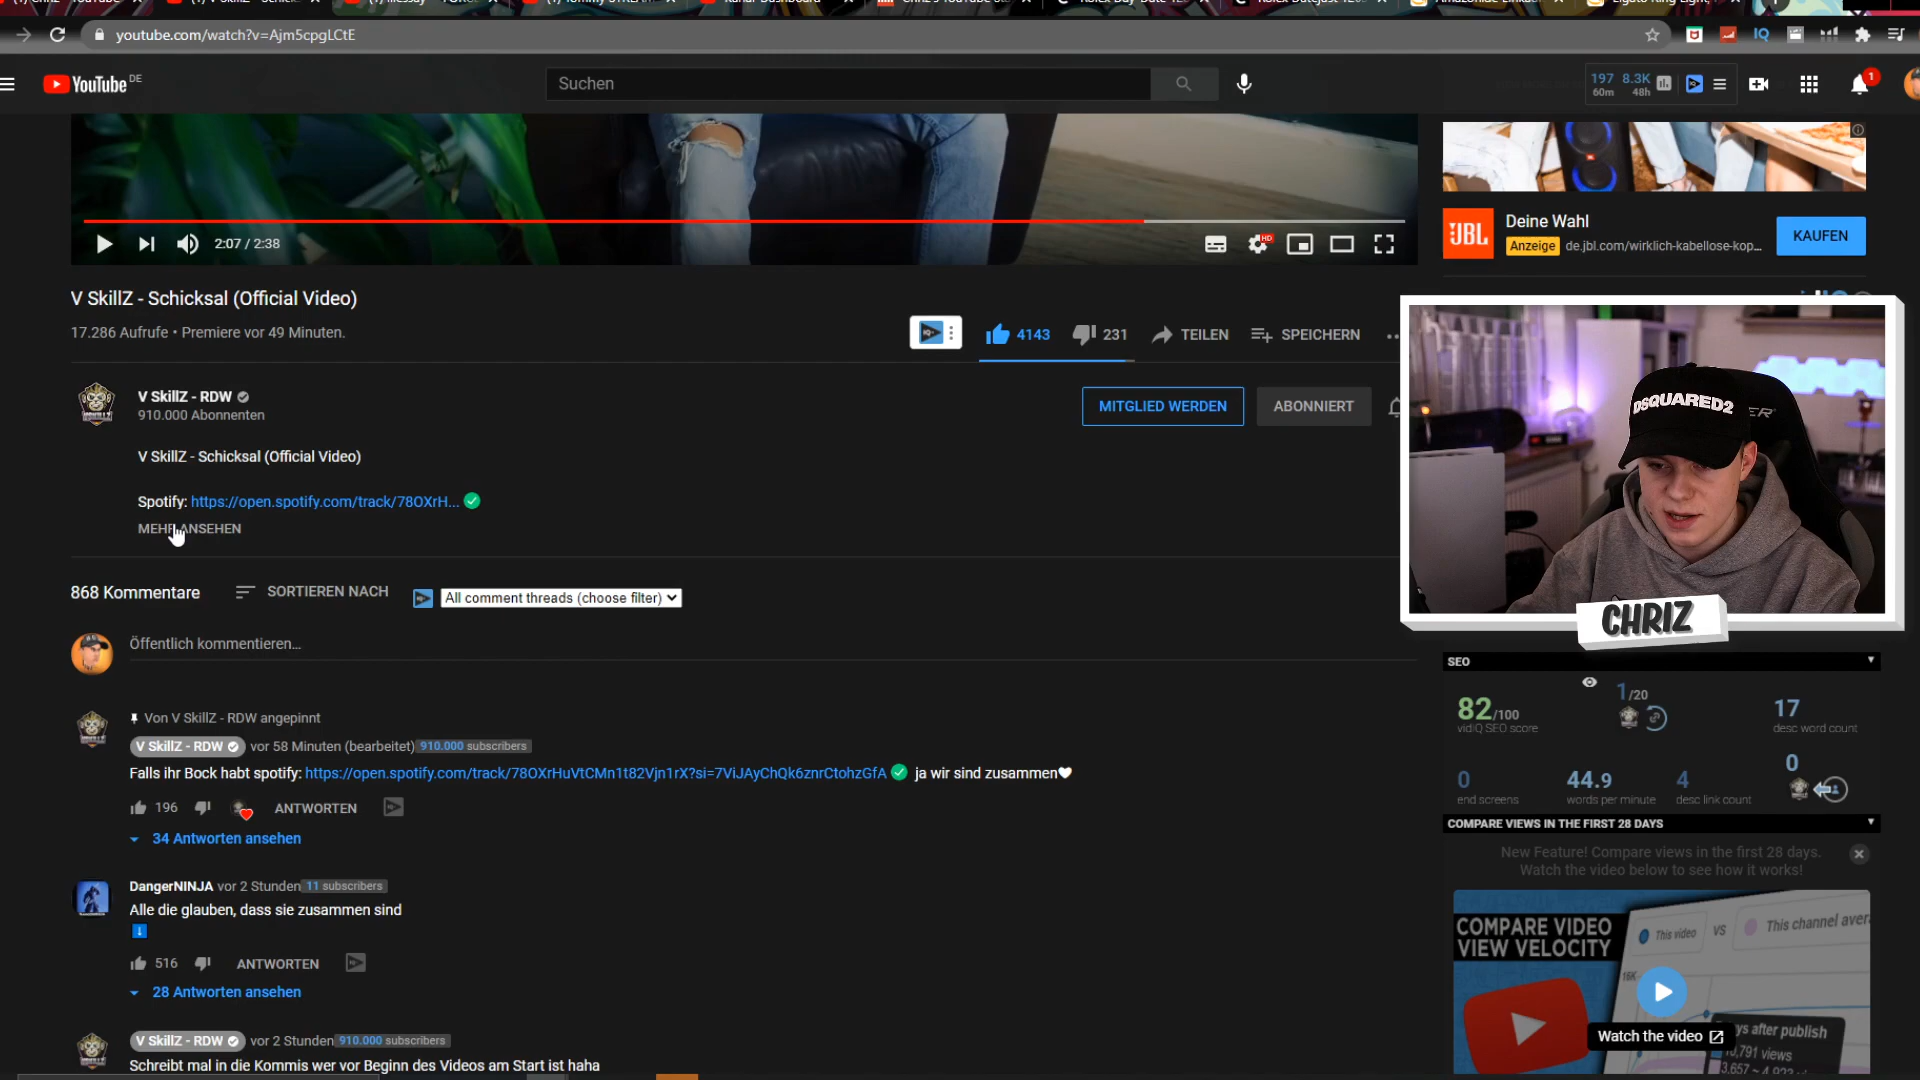 youtube.com/watch?v=Ajm5cpgLCtE
IQ
YouTube DE
Suchen
197 8.3K
60m 48h
1
2:07 / 2:38
HD
JBL
Deine Wahl
Anzeige de.jbl.com/wirklich-kabellose-kop...
KAUFEN
V SkillZ - Schicksal (Official Video)
17.286 Aufrufe • Premiere vor 49 Minuten.
4143
231
TEILEN
SPEICHERN
V SkillZ - RDW
910.000 Abonnenten
MITGLIED WERDEN
ABONNIERT
V SkillZ - Schicksal (Official Video)
Spotify: https://open.spotify.com/track/78OXrH...
MEHR ANSEHEN
DSQUARED2
CHRIZ
868 Kommentare
SORTIEREN NACH
All comment threads (choose filter)
Öffentlich kommentieren...
Von V SkillZ - RDW angepinnt
V SkillZ - RDW vor 58 Minuten (bearbeitet) 910.000 subscribers
Falls ihr Bock habt spotify: https://open.spotify.com/track/78OXrHuVtCMn1t82Vjn1rX?si=7ViJAyChQk6znrCtohzGfA ja wir sind zusammen
196
ANTWORTEN
34 Antworten ansehen
DangerNINJA vor 2 Stunden 11 subscribers
Alle die glauben, dass sie zusammen sind
516
ANTWORTEN
28 Antworten ansehen
V SkillZ - RDW vor 2 Stunden 910.000 subscribers
Schreibt mal in die Kommis wer vor Beginn des Videos am Start ist haha
SEO
82/100
vidIQ SEO score
1/20
17
desc word count
0
end screens
44.9
words per minute
4
desc link count
0
COMPARE VIEWS IN THE FIRST 28 DAYS
New Feature! Compare views in the first 28 days.
Watch the video below to see how it works!
COMPARE VIDEO
VIEW VELOCITY
This video VS This channel aver
16K
Watch the video
ys after publish